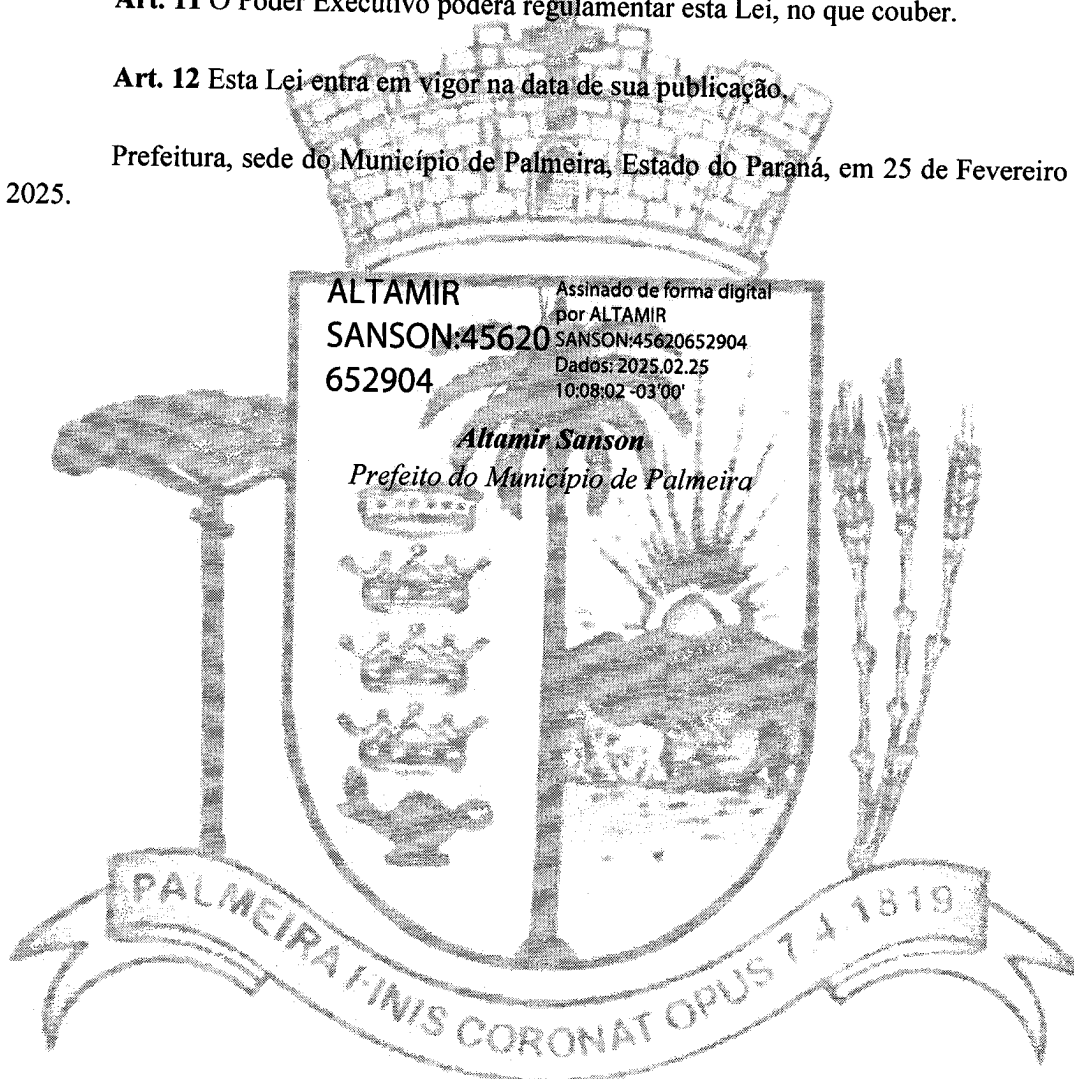 Art. 11 O Poder Executivo poderá regulamentar esta Lei, no que couber.
Art. 12 Esta Lei entra em vigor na data de sua publicação.
Prefeitura, sede do Município de Palmeira, Estado do Paraná, em 25 de Fevereiro
2025.
ALTAMIR
SANSON:45620
652904
Assinado de forma digital
por ALTAMIR
SANSON:45620652904
Dados: 2025.02.25
10:08:02 -03'00'
Altamir Sanson
Prefeito do Município de Palmeira
PALMEIRA FINIS CORONAT OPUS 7 4 1819